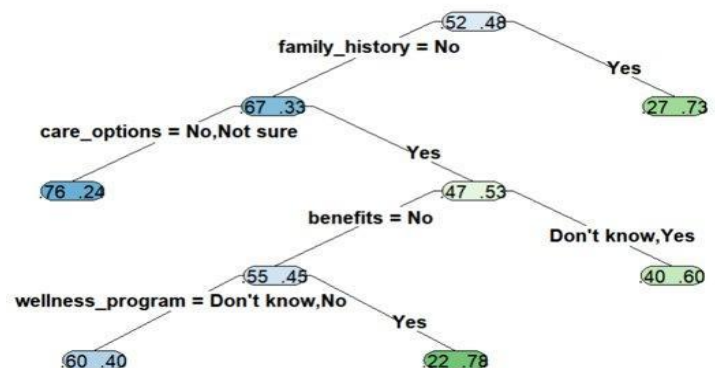 .52 .48
family_history = No
Yes
.67 .33
.27 .73
care_options = No,Not sure
Yes
.76 .24
.47 .53
benefits = No
Don't know,Yes
.55 .45
.40 .60
wellness_program = Don't know,No
Yes
.60 .40
.22 .78